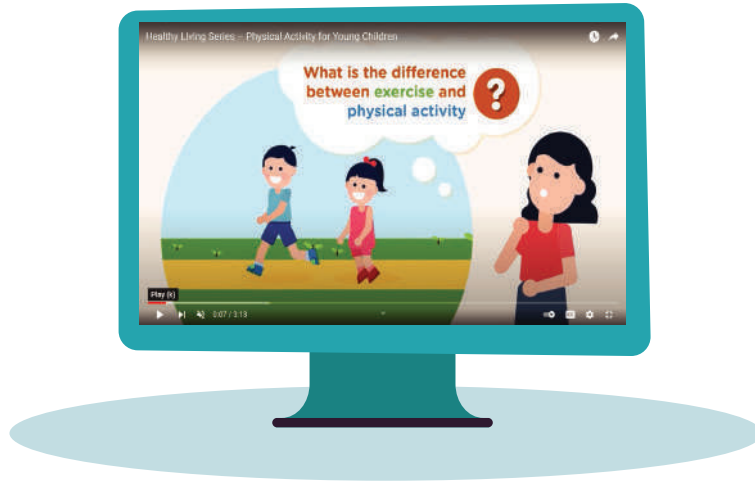 Healthy Living Series – Physical Activity for Young Children
What is the difference
between exercise and
physical activity
?
Play (k)
0:07 / 3:13